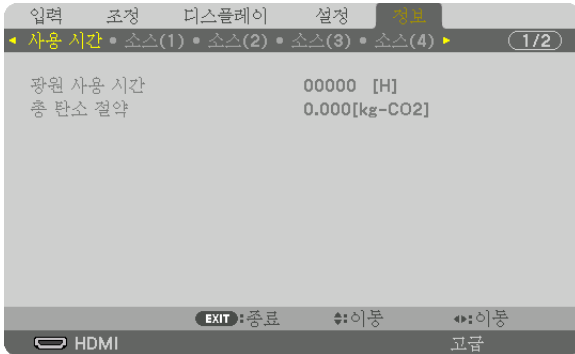 입력 조정 디스플레이 설정 정보
◄ 사용 시간 • 소스(1) • 소스(2) • 소스(3) • 소스(4) ► 1/2
광원 사용 시간 00000 [H]
총 탄소 절약 0.000[kg-CO2]
EXIT:종료 ♦:이동 ◂▸:이동
HDMI 고급